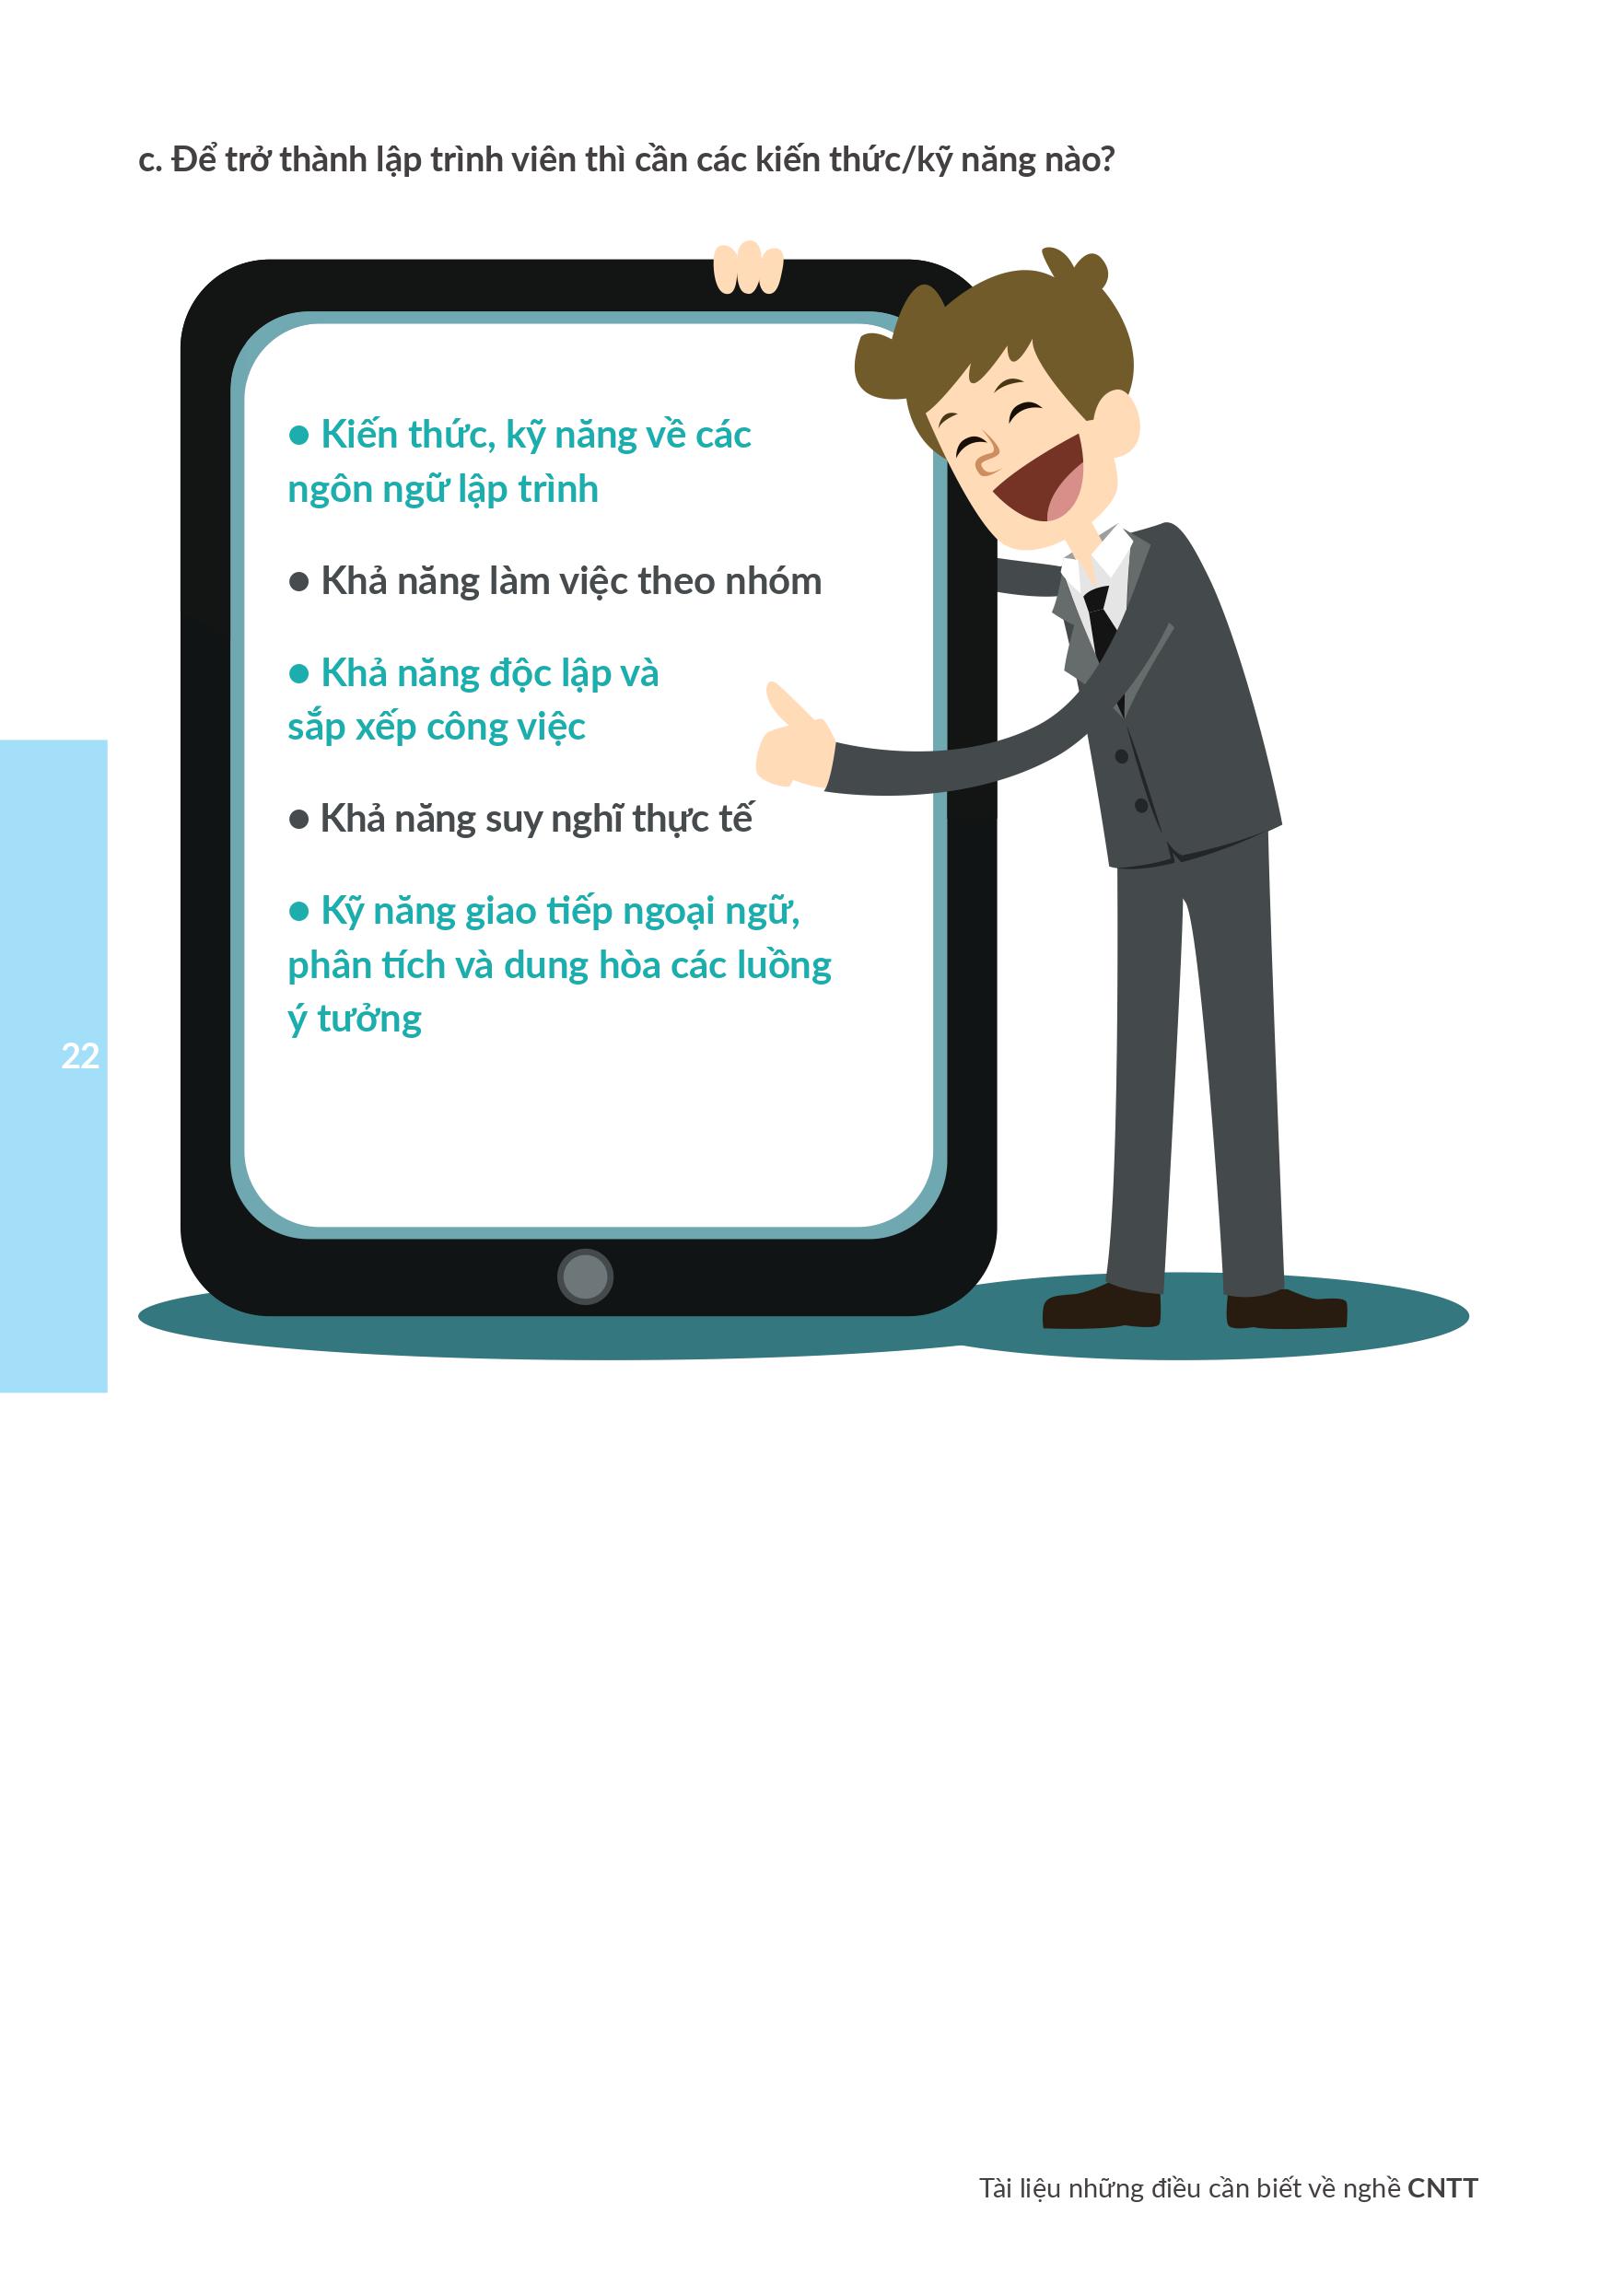 c. Để trở thành lập trình viên thì cần các kiến thức/kỹ năng nào?
● Kiến thức, kỹ năng về các
ngôn ngữ lập trình
● Khả năng làm việc theo nhóm
● Khả năng độc lập và
sắp xếp công việc
● Khả năng suy nghĩ thực tế
● Kỹ năng giao tiếp ngoại ngữ,
phân tích và dung hòa các luồng
ý tưởng
22
Tài liệu những điều cần biết về nghề CNTT